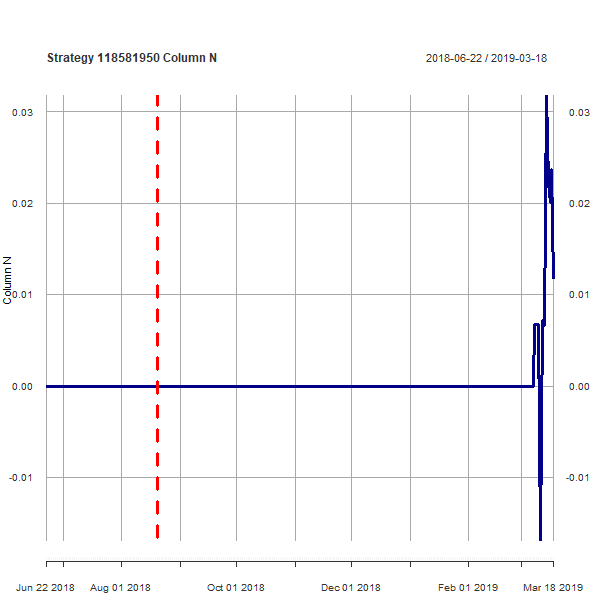 Strategy 118581950 Column N
2018-06-22 / 2019-03-18
0.03 0.03
0.02 0.02
Column N
0.01 0.01
0.00 0.00
-0.01 -0.01
Jun 22 2018 Aug 01 2018 Oct 01 2018 Dec 01 2018 Feb 01 2019 Mar 18 2019